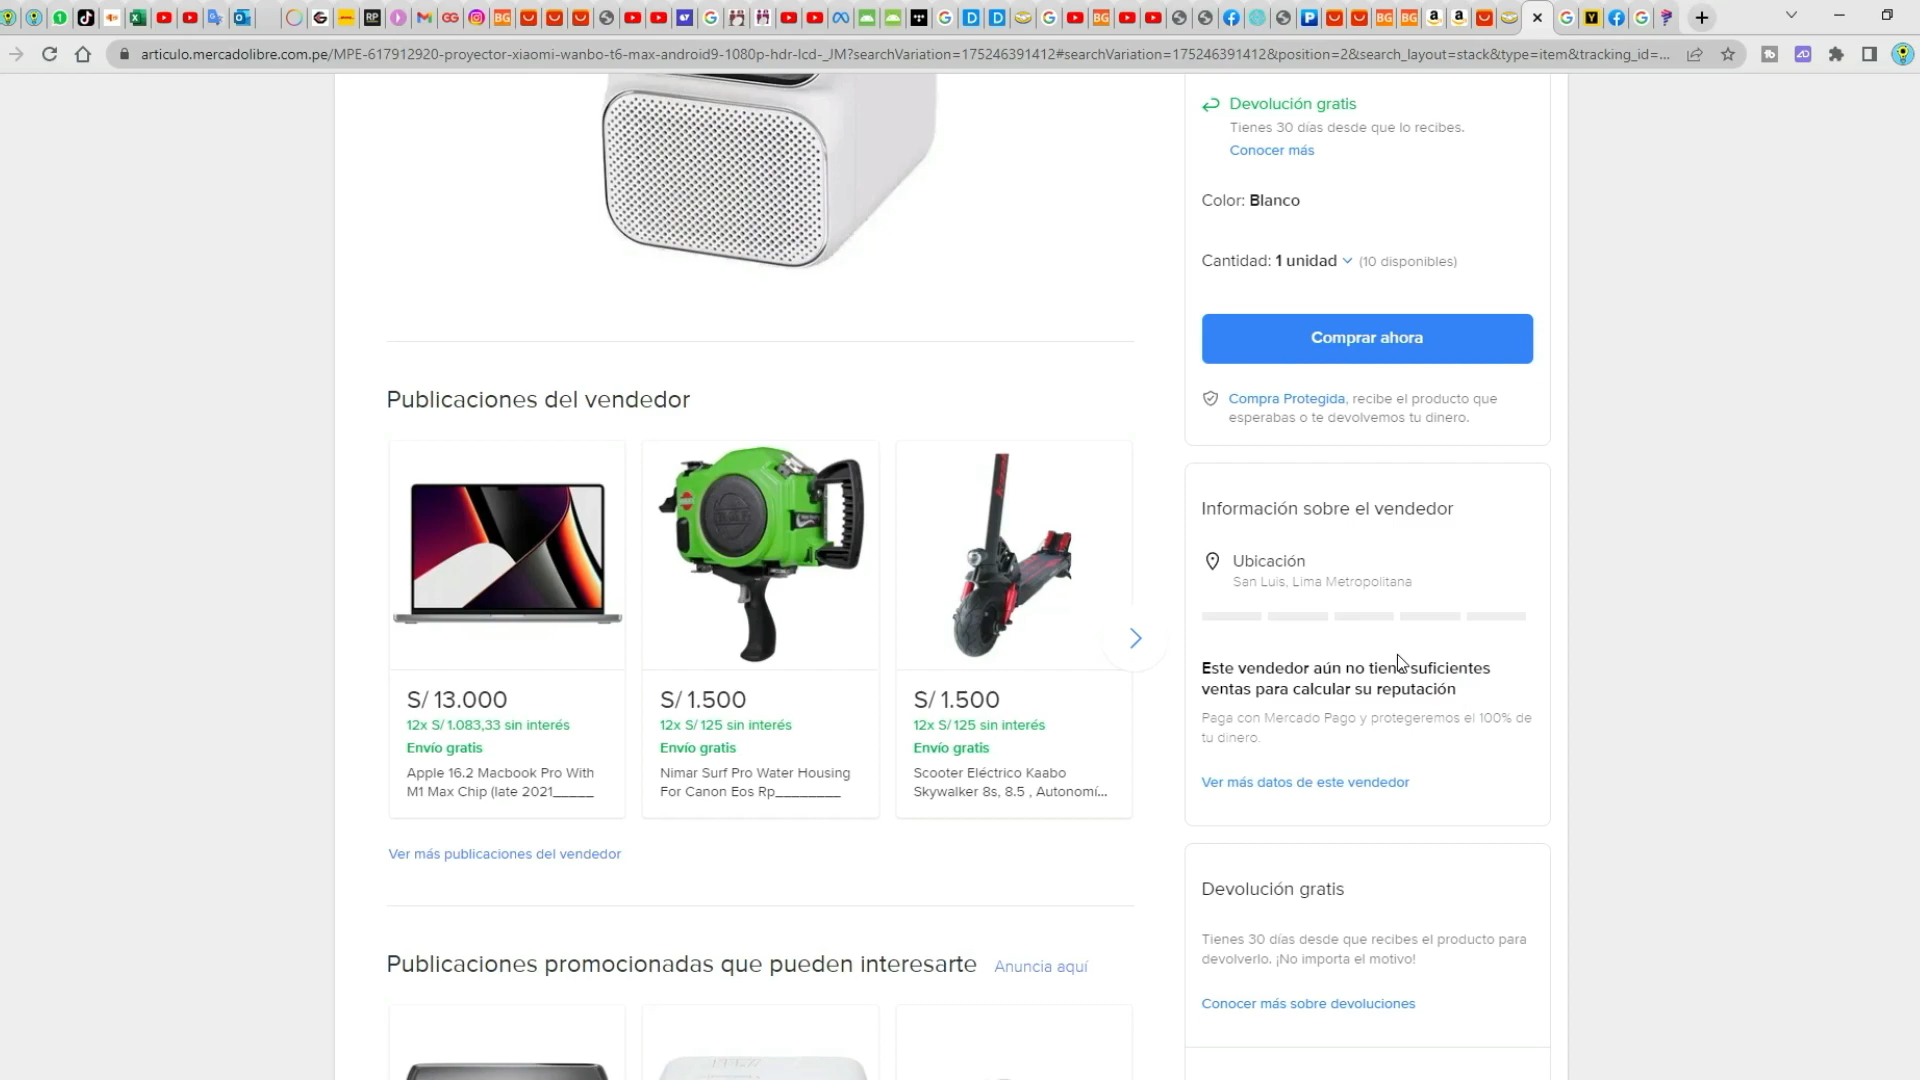 articulo.mercadolibre.com.pe/MPE-617912920-proyector-xiaomi-wanbo-t6-max-android9-1080p-hdr-lcd-_JM?searchVariation=175246391412#searchVariation=175246391412&position=2&search_layout=stack&type=item&tracking_id=...
Devolución gratis
Tienes 30 días desde que lo recibes.
Conocer más
Color: Blanco
Cantidad: 1 unidad (10 disponibles)
Comprar ahora
Compra Protegida, recibe el producto que
esperabas o te devolvemos tu dinero.
Publicaciones del vendedor
S/ 13.000
12x S/ 1.083,33 sin interés
Envío gratis
Apple 16.2 Macbook Pro With
M1 Max Chip (late 2021_____
S/ 1.500
12x S/ 125 sin interés
Envío gratis
Nimar Surf Pro Water Housing
For Canon Eos Rp________
S/ 1.500
12x S/ 125 sin interés
Envío gratis
Scooter Eléctrico Kaabo
Skywalker 8s, 8.5 , Autonomí...
Ver más publicaciones del vendedor
Información sobre el vendedor
Ubicación
San Luis, Lima Metropolitana
Este vendedor aún no tiene suficientes
ventas para calcular su reputación
Paga con Mercado Pago y protegeremos el 100% de
tu dinero.
Ver más datos de este vendedor
Devolución gratis
Tienes 30 días desde que recibes el producto para
devolverlo. ¡No importa el motivo!
Conocer más sobre devoluciones
Publicaciones promocionadas que pueden interesarte Anuncia aquí